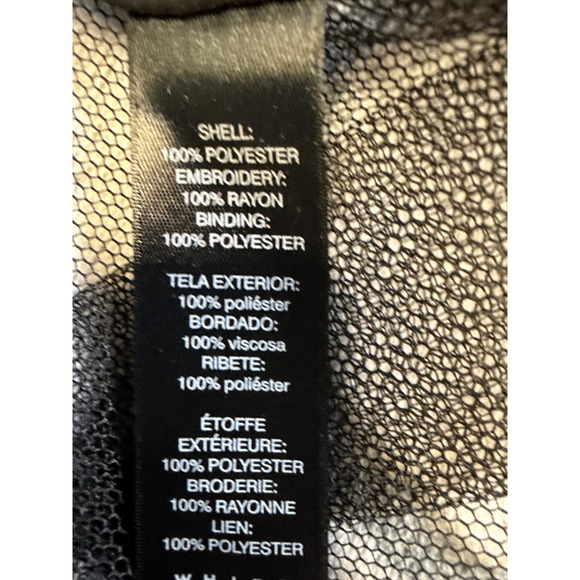 SHELL:
100% POLYESTER
EMBROIDERY:
100% RAYON
BINDING:
100% POLYESTER
TELA EXTERIOR:
100% poliéster
BORDADO:
100% viscosa
RIBETE:
100% poliéster
ÉTOFFE
EXTÉRIEURE:
100% POLYESTER
BRODERIE:
100% RAYONNE
LIEN:
100% POLYESTER